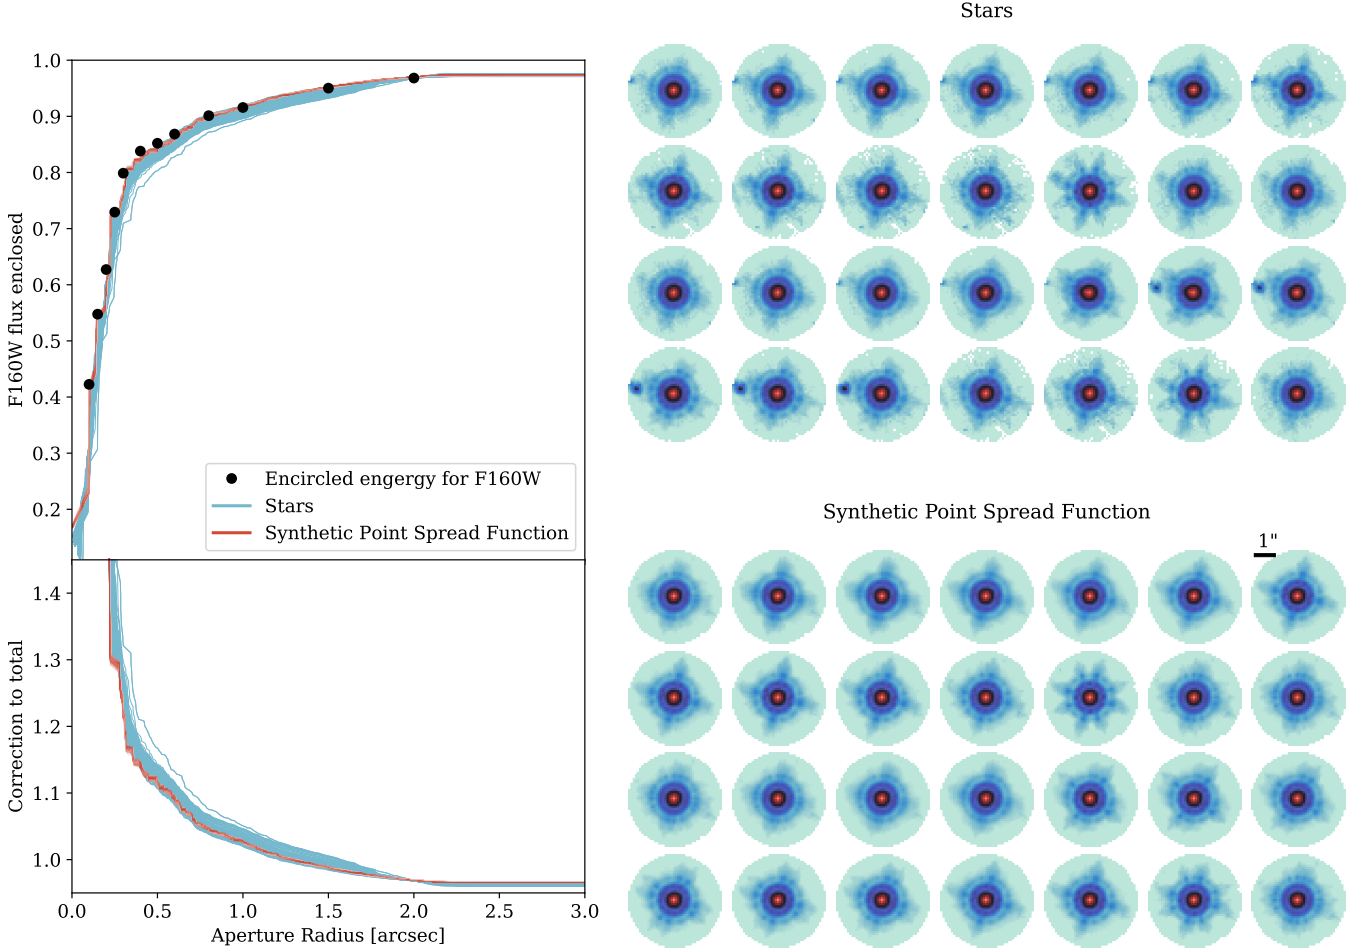 Stars
1.0
0.9
0.8
0.7
0.6
0.5
0.4
0.3
0.2
F160W flux enclosed
Encircled engergy for F160W
Stars
Synthetic Point Spread Function
1.4
1.3
1.2
1.1
1.0
Correction to total
0.0 0.5 1.0 1.5 2.0 2.5 3.0
Aperture Radius [arcsec]
Synthetic Point Spread Function
1"